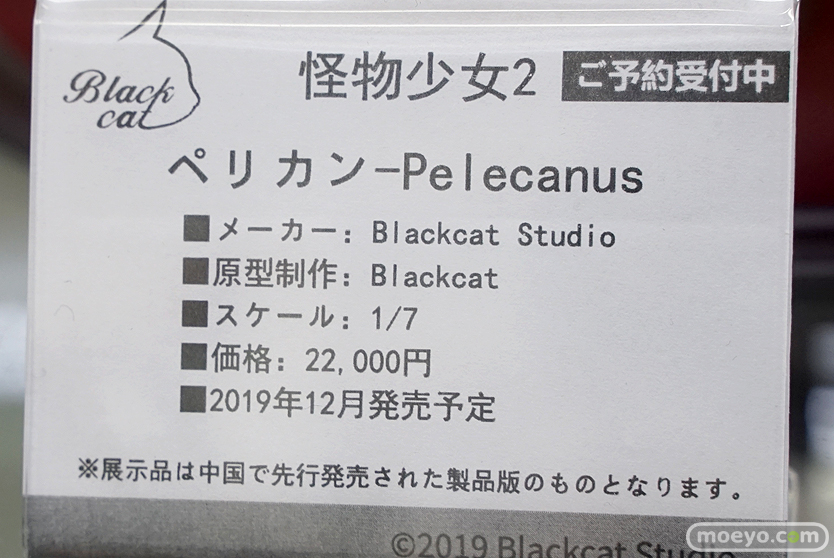 Black cat
怪物少女2 ご予約受付中
ペリカン-Pelecanus
■メーカー: Blackcat Studio
■原型制作: Blackcat
■スケール: 1/7
■価格: 22,000円
■2019年12月発売予定
※展示品は中国で先行発売された製品版のものとなります。
©2019 Blackcat Studio
moeyo.com